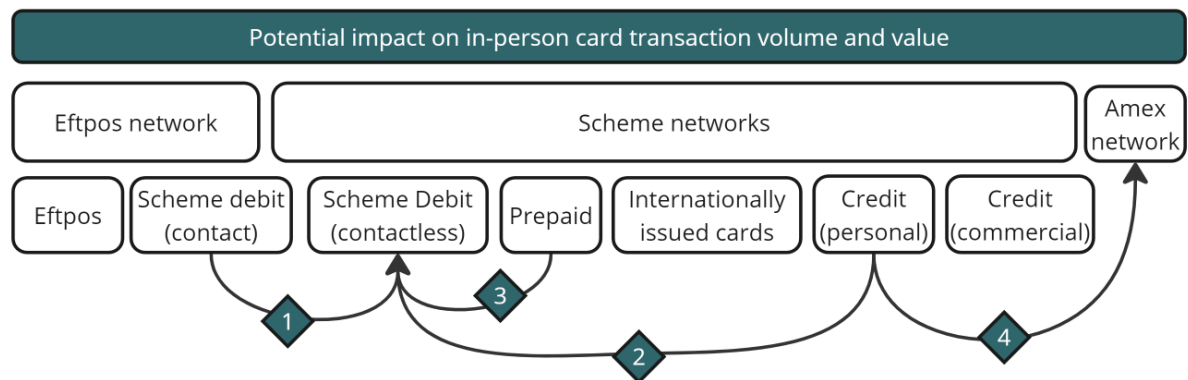 Potential impact on in-person card transaction volume and value
Eftpos network
Scheme networks
Amex
network
Eftpos
Scheme debit
(contact)
Scheme Debit
(contactless)
Prepaid
Internationally
issued cards
Credit
(personal)
Credit
(commercial)
1
3
2
4